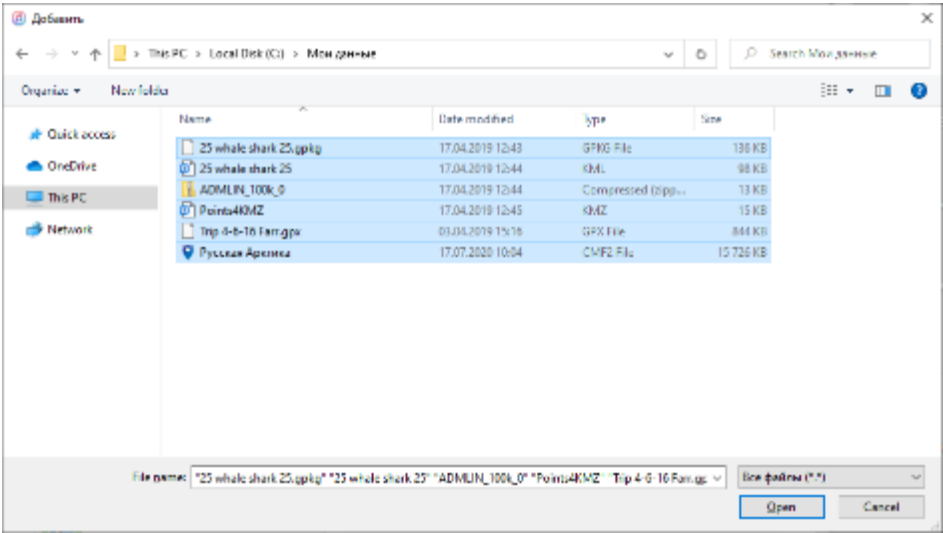 Добавить
This PC > Local Disk (C:) > Мои данные
Search Мои данные
Organize
New folder
Name Date modified Type Size
Quick access
OneDrive
This PC
Network
25 whale shark 25.gpkg 17.04.2019 12:43 GPKG File 136 KB
25 whale shark 25 17.04.2019 12:44 KML 98 KB
ADMLIN_100k_0 17.04.2019 12:44 Compressed (zipp... 13 KB
Points4KMZ 17.04.2019 12:45 KMZ 15 KB
Trip 4-6-16 Farr.gpx 03.04.2019 15:16 GPX File 844 KB
Русская Арктика 17.07.2020 10:04 CMF2 File 15 726 KB
File name: "25 whale shark 25.gpkg" "25 whale shark 25" "ADMLIN_100k_0" "Points4KMZ" "Trip 4-6-16 Farr.gp
Все файлы (*.*)
Open
Cancel